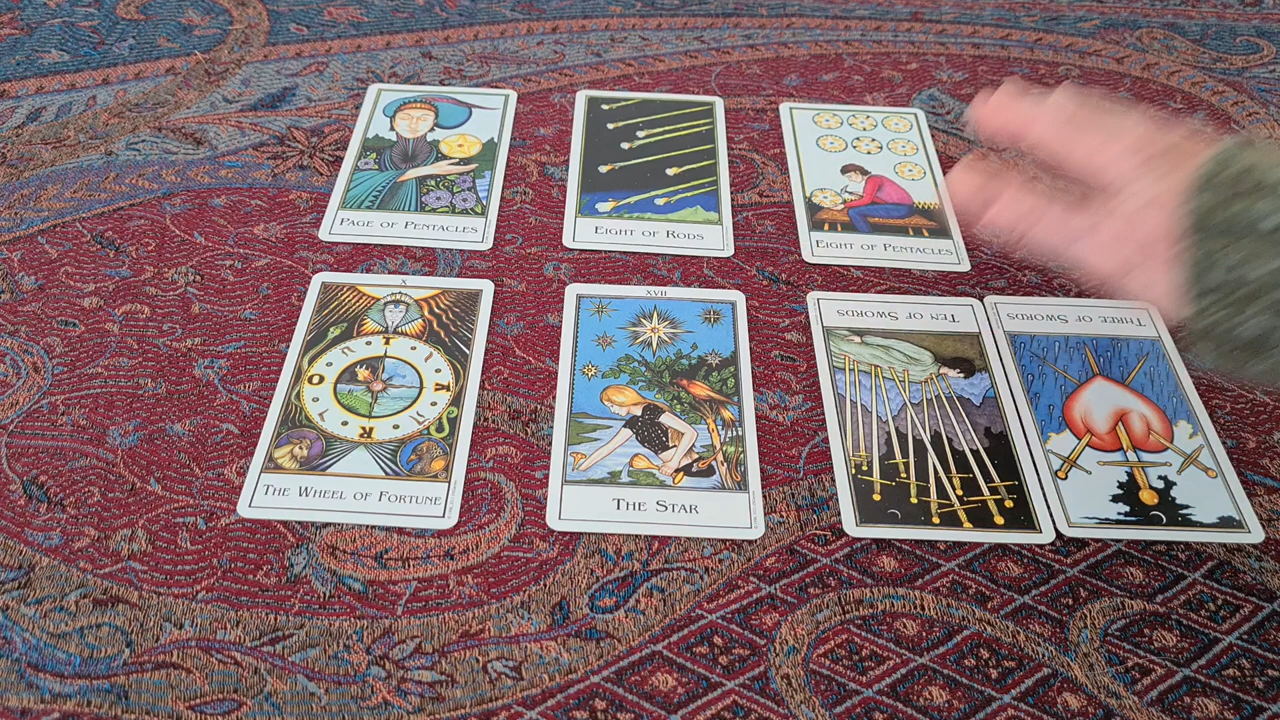 PAGE OF PENTACLES
EIGHT OF RODS
EIGHT OF PENTACLES
X
THE WHEEL OF FORTUNE
XVII
THE STAR
TEN OF SWORDS
THREE OF SWORDS